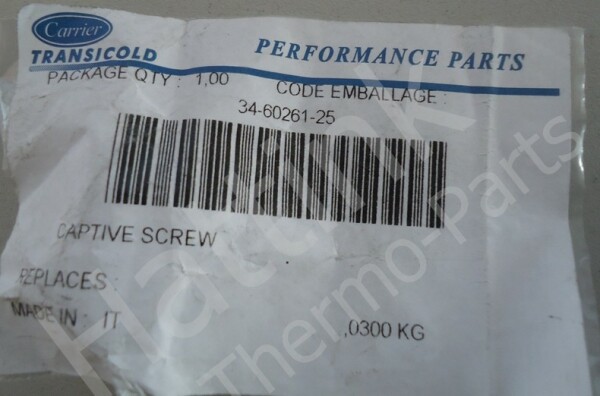 Carrier
TRANSICOLD
PERFORMANCE PARTS
PACKAGE QTY : 1,00 CODE EMBALLAGE :
34-60261-25
CAPTIVE SCREW
REPLACES :
MADE IN : IT ,0300 KG
Hattink
Thermo-Parts